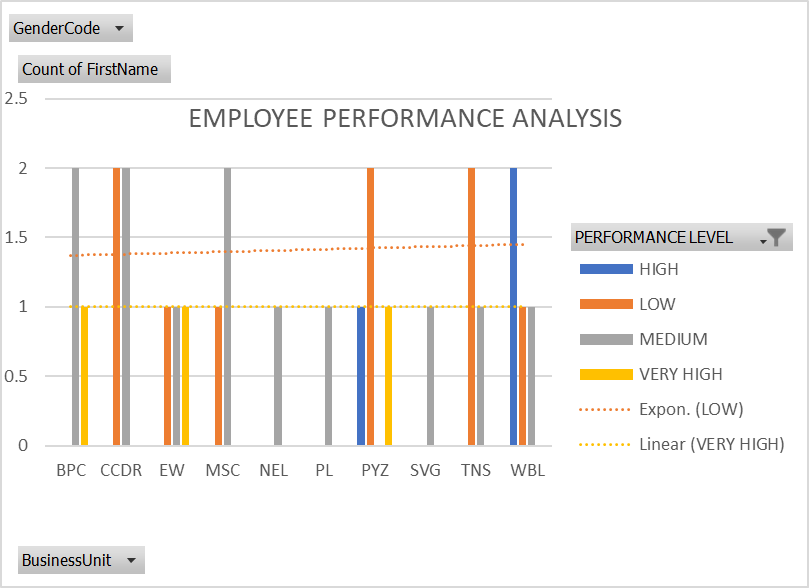 GenderCode
Count of FirstName
EMPLOYEE PERFORMANCE ANALYSIS
2.5
2
1.5
1
0.5
0
BPC CCDR EW MSC NEL PL PYZ SVG TNS WBL
PERFORMANCE LEVEL
HIGH
LOW
MEDIUM
VERY HIGH
Expon. (LOW)
Linear (VERY HIGH)
BusinessUnit